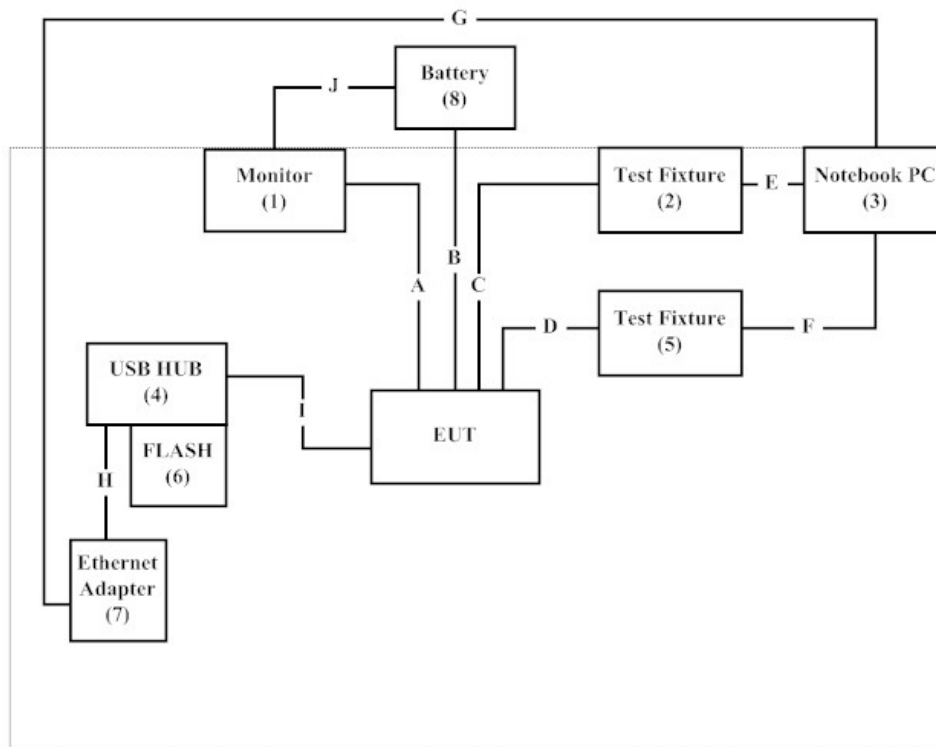 G
Battery
(8)
J
Monitor
(1)
Test Fixture
(2)
E
Notebook PC
(3)
B
A
C
Test Fixture
(5)
D
F
USB HUB
(4)
I
EUT
FLASH
(6)
H
Ethernet
Adapter
(7)